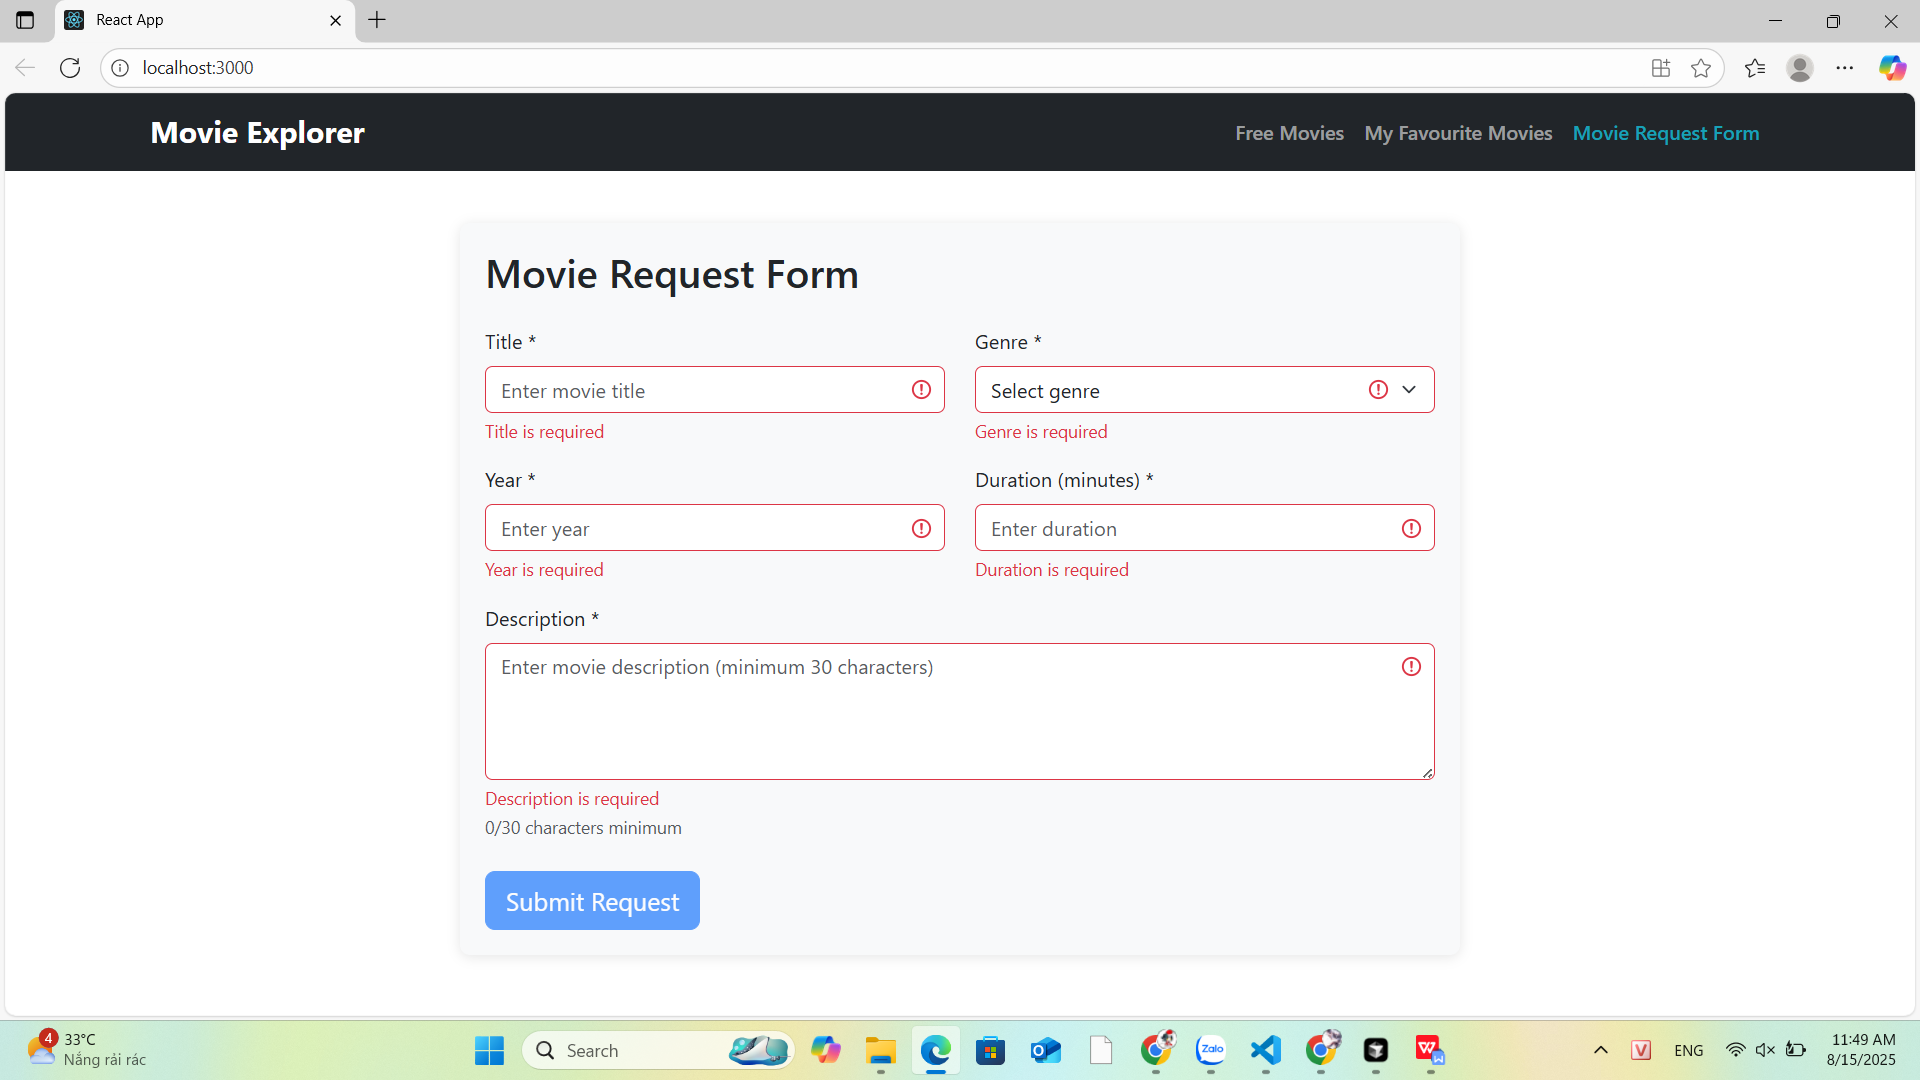 React App
localhost:3000
Movie Explorer
Free Movies My Favourite Movies Movie Request Form
Movie Request Form
Title * Genre *
Enter movie title Select genre
Title is required Genre is required
Year * Duration (minutes) *
Enter year Enter duration
Year is required Duration is required
Description *
Enter movie description (minimum 30 characters)
Description is required
0/30 characters minimum
Submit Request
4 33°C
Nắng rải rác
Search
Zalo
V
W
ENG
11:49 AM
8/15/2025